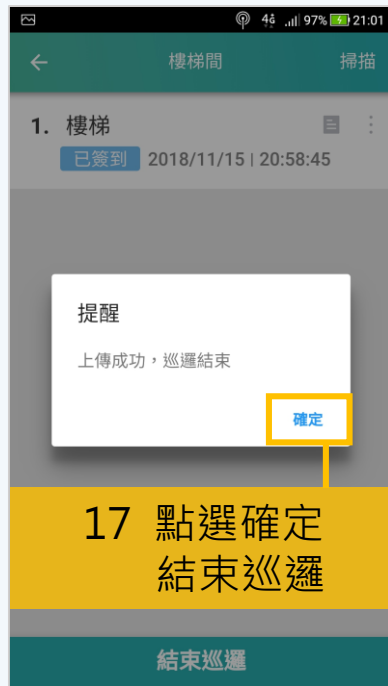 4G 97% 21:01
樓梯間 掃描
1. 樓梯
已簽到 2018/11/15 | 20:58:45
提醒
上傳成功，巡邏結束
確定
17 點選確定
結束巡邏
結束巡邏